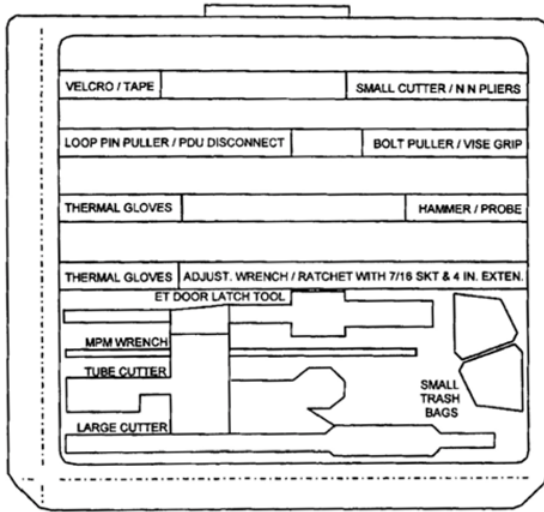 VELCRO / TAPE
SMALL CUTTER / N N PLIERS
LOOP PIN PULLER / PDU DISCONNECT
BOLT PULLER / VISE GRIP
THERMAL GLOVES
HAMMER / PROBE
THERMAL GLOVES
ADJUST. WRENCH / RATCHET WITH 7/16 SKT & 4 IN. EXTEN.
ET DOOR LATCH TOOL
MPM WRENCH
TUBE CUTTER
SMALL
TRASH
BAGS
LARGE CUTTER